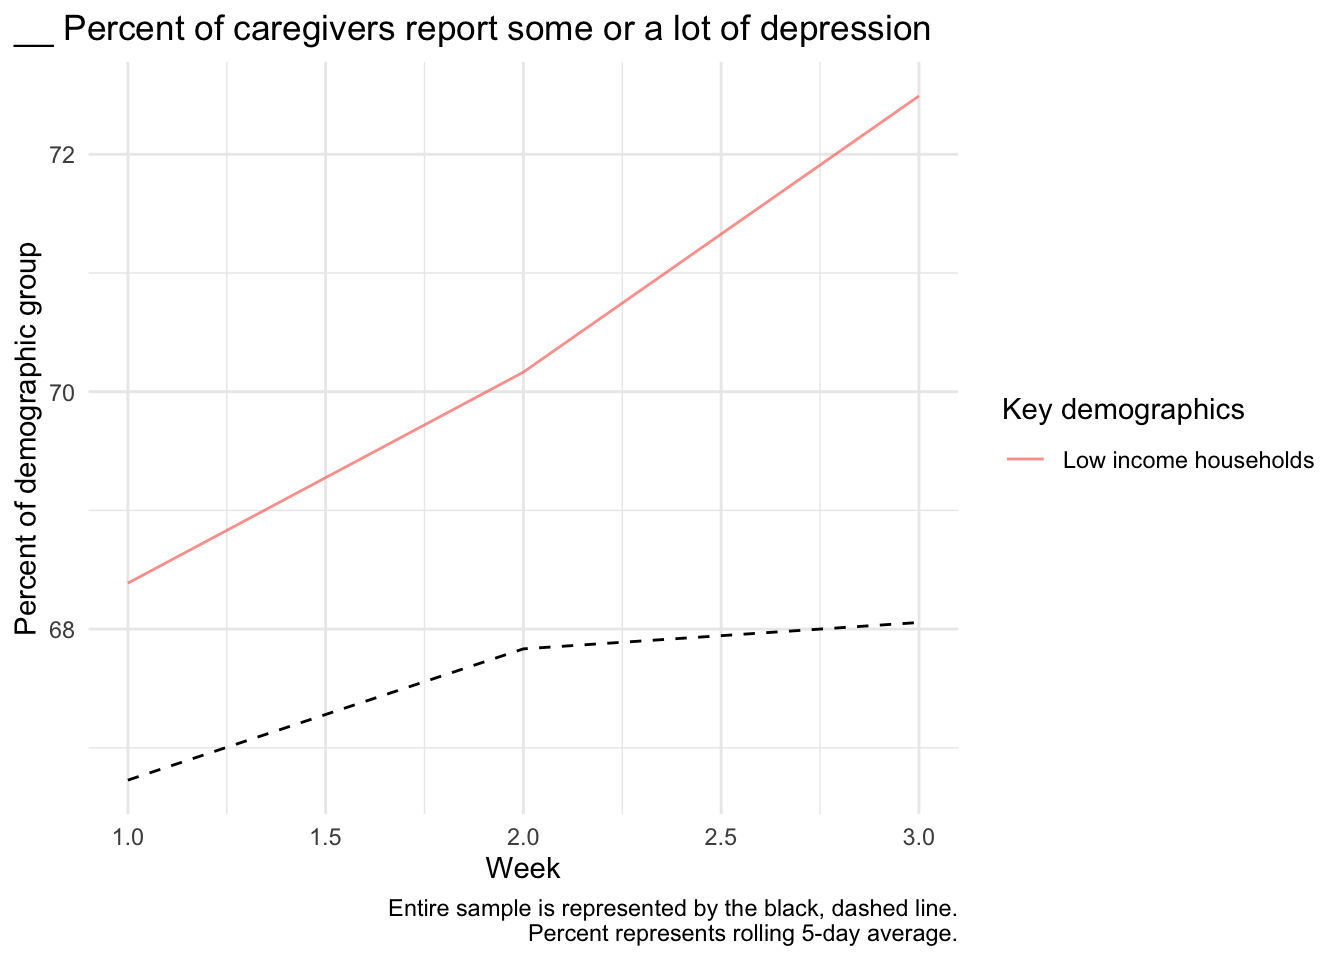 __ Percent of caregivers report some or a lot of depression
72
70
68
Percent of demographic group
1.0 1.5 2.0 2.5 3.0
Week
Key demographics
Low income households
Entire sample is represented by the black, dashed line.
Percent represents rolling 5-day average.